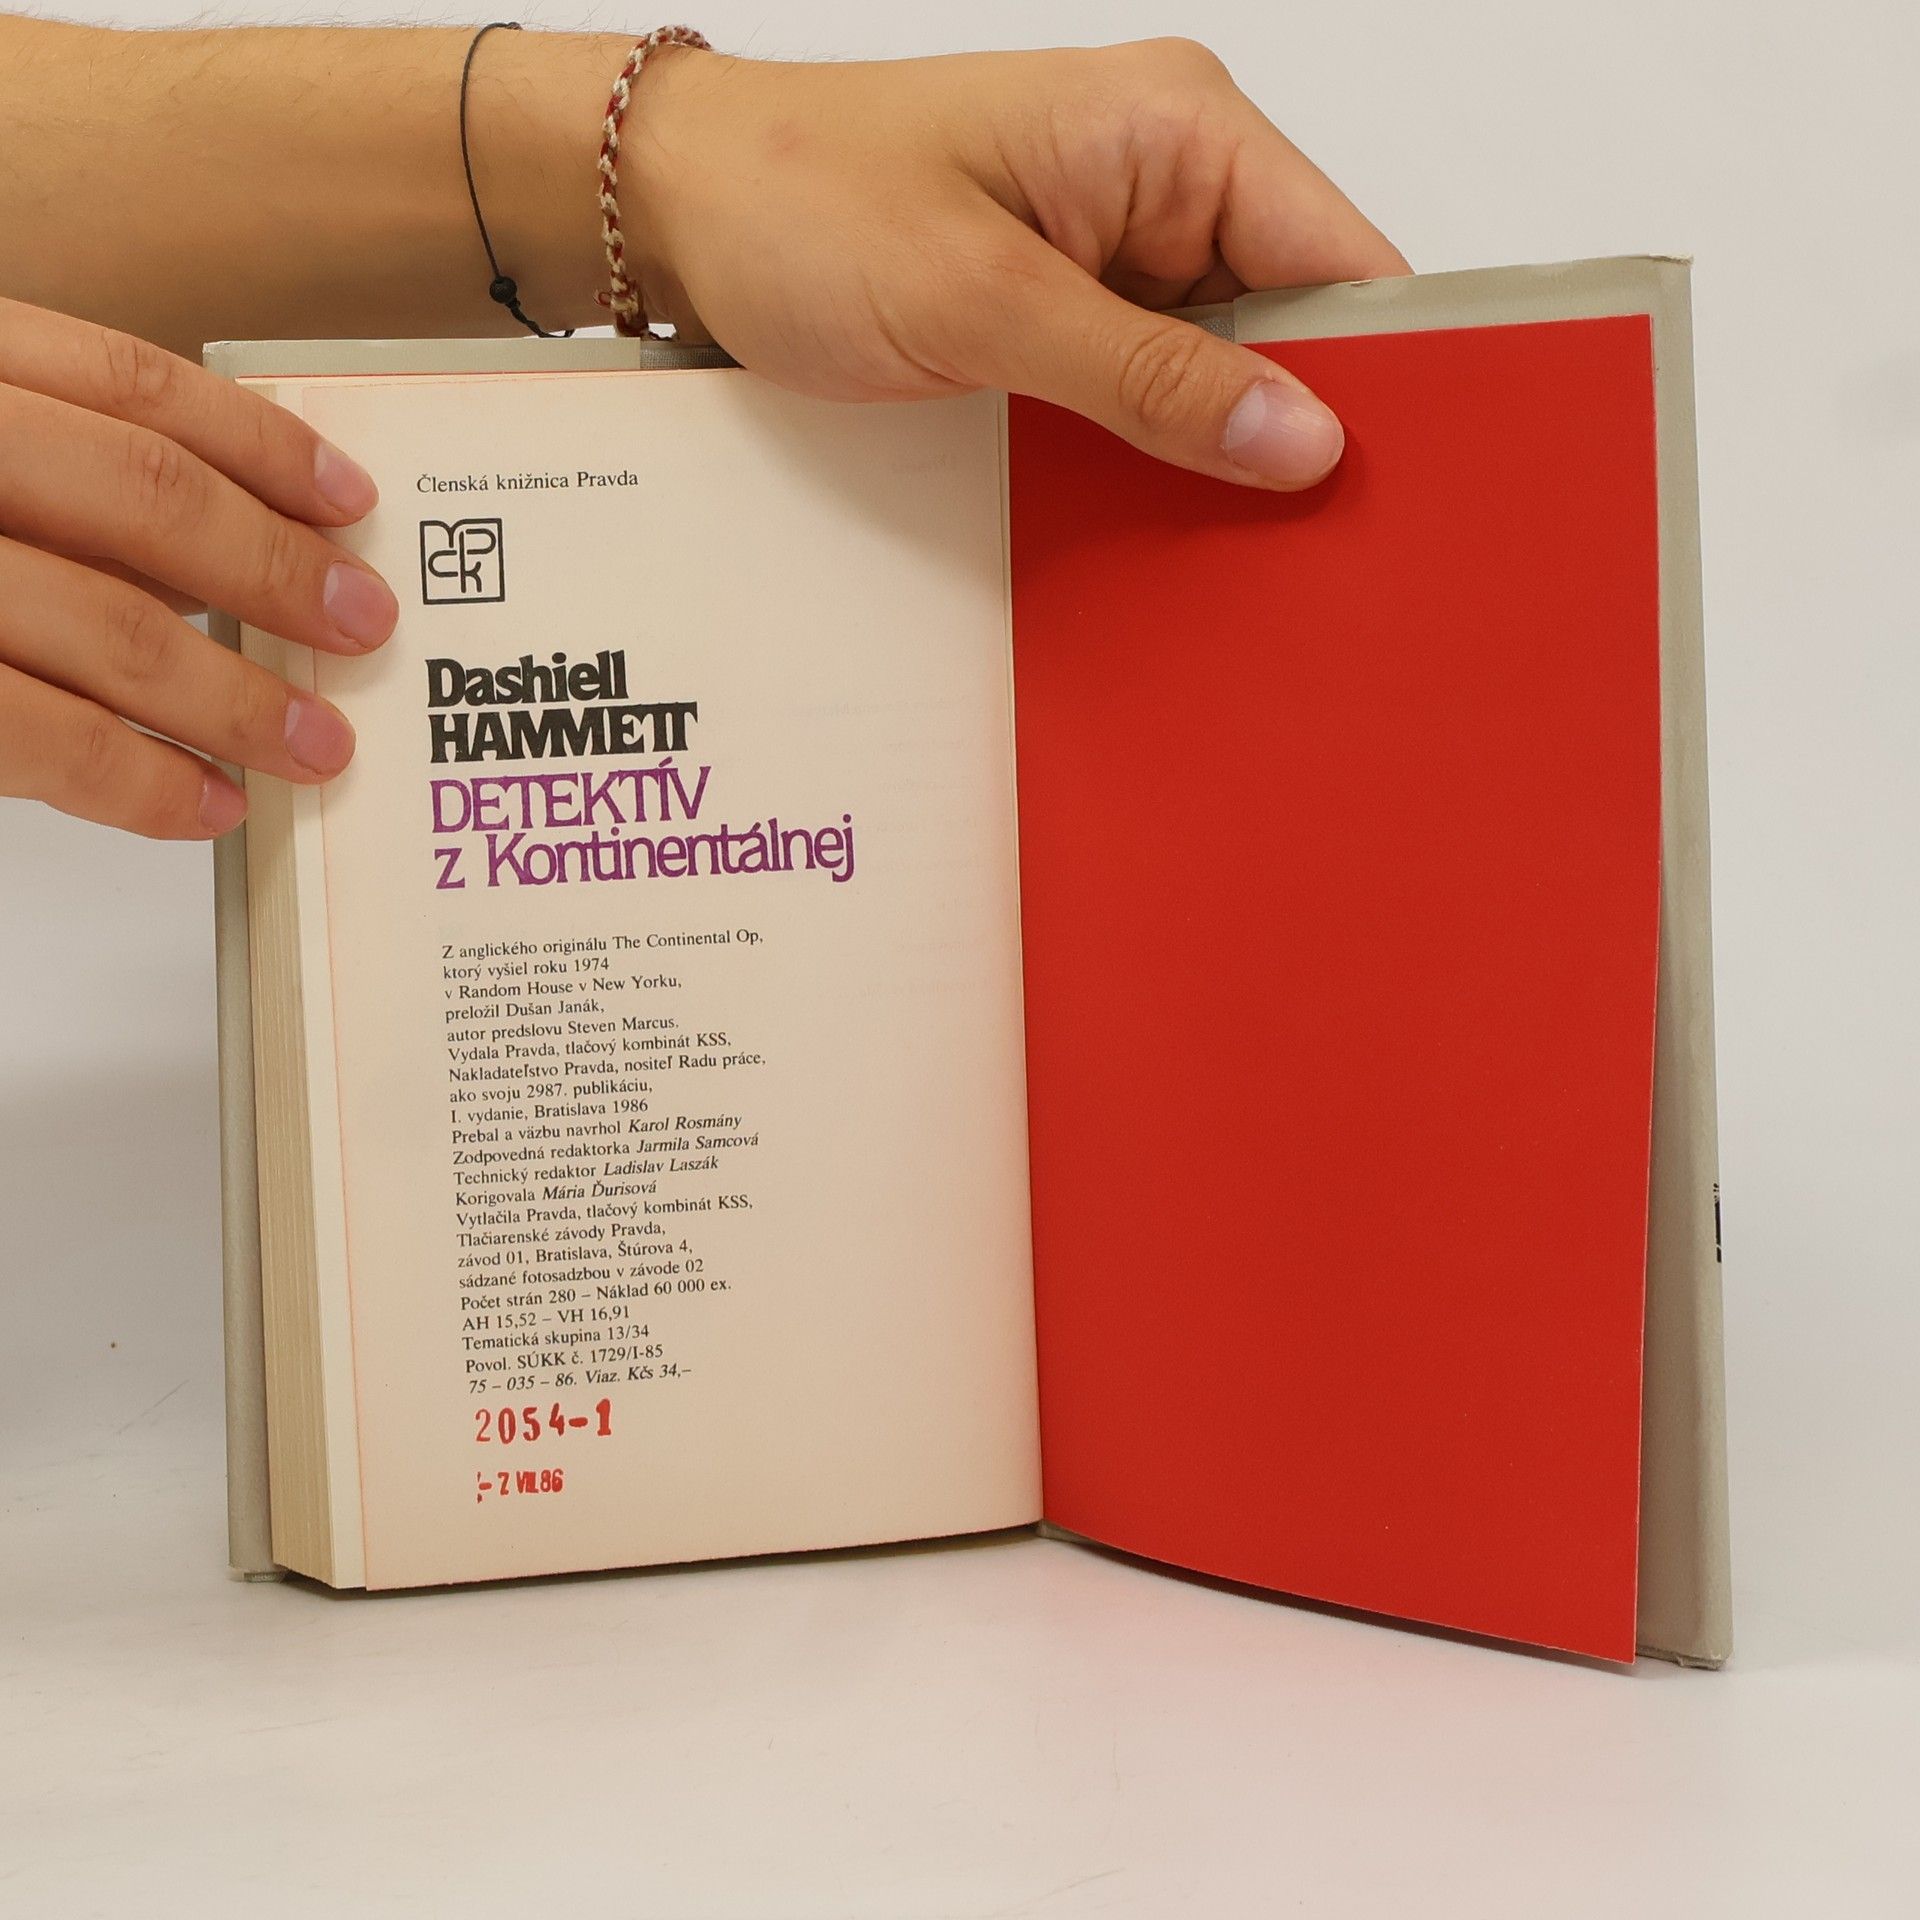 Členská knižnica Pravda
Dashiell
HAMMETT
DETEKTÍV
z Kontinentálnej
Z anglického originálu The Continental Op,
ktorý vyšiel roku 1974
v Random House v New Yorku,
preložil Dušan Janák,
autor predslovu Steven Marcus.
Vydala Pravda, tlačový kombinát KSS,
Nakladateľstvo Pravda, nositeľ Radu práce,
ako svoju 2987. publikáciu,
I. vydanie, Bratislava 1986
Prebal a väzbu navrhol Karol Rosmány
Zodpovedná redaktorka Jarmila Samcová
Technický redaktor Ladislav Laszák
Korigovala Mária Ďurisová
Vytlačila Pravda, tlačový kombinát KSS,
Tlačiarenské závody Pravda,
závod 01, Bratislava, Štúrova 4,
sádzané fotosadzbou v závode 02
Počet strán 280 – Náklad 60 000 ex.
AH 15,52 – VH 16,91
Tematická skupina 13/34
Povol. SÚKK č. 1729/I-85
75 – 035 – 86. Viaz. Kčs 34,–
2054-1